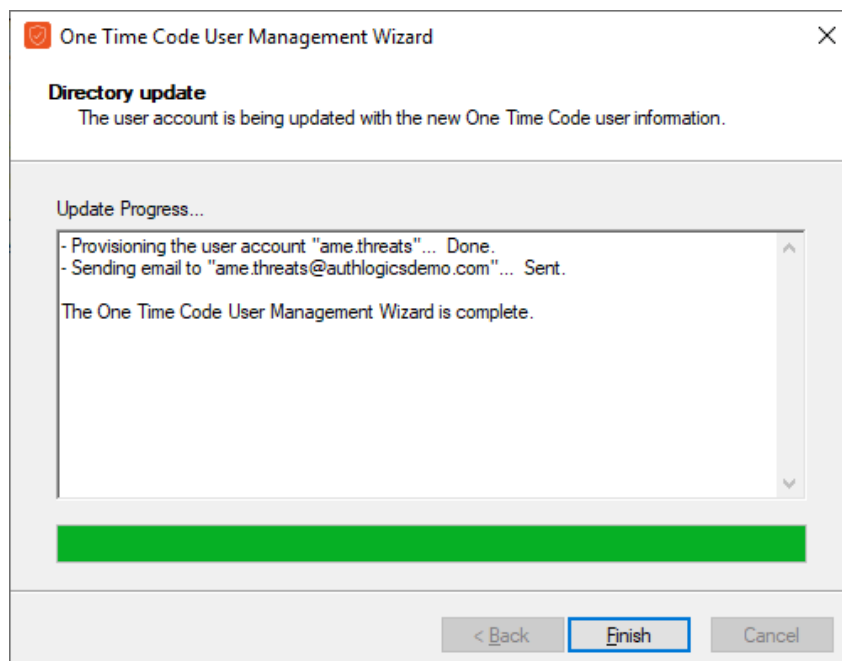 One Time Code User Management Wizard
Directory update
The user account is being updated with the new One Time Code user information.
Update Progress...
- Provisioning the user account "ame.threats"... Done.
- Sending email to "ame.threats@authlogicsdemo.com"... Sent.
The One Time Code User Management Wizard is complete.
< Back
Finish
Cancel